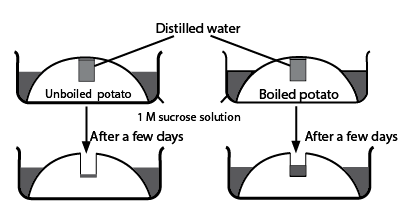 Distilled water
Unboiled potato
Boiled potato
1 M sucrose solution
After a few days
After a few days